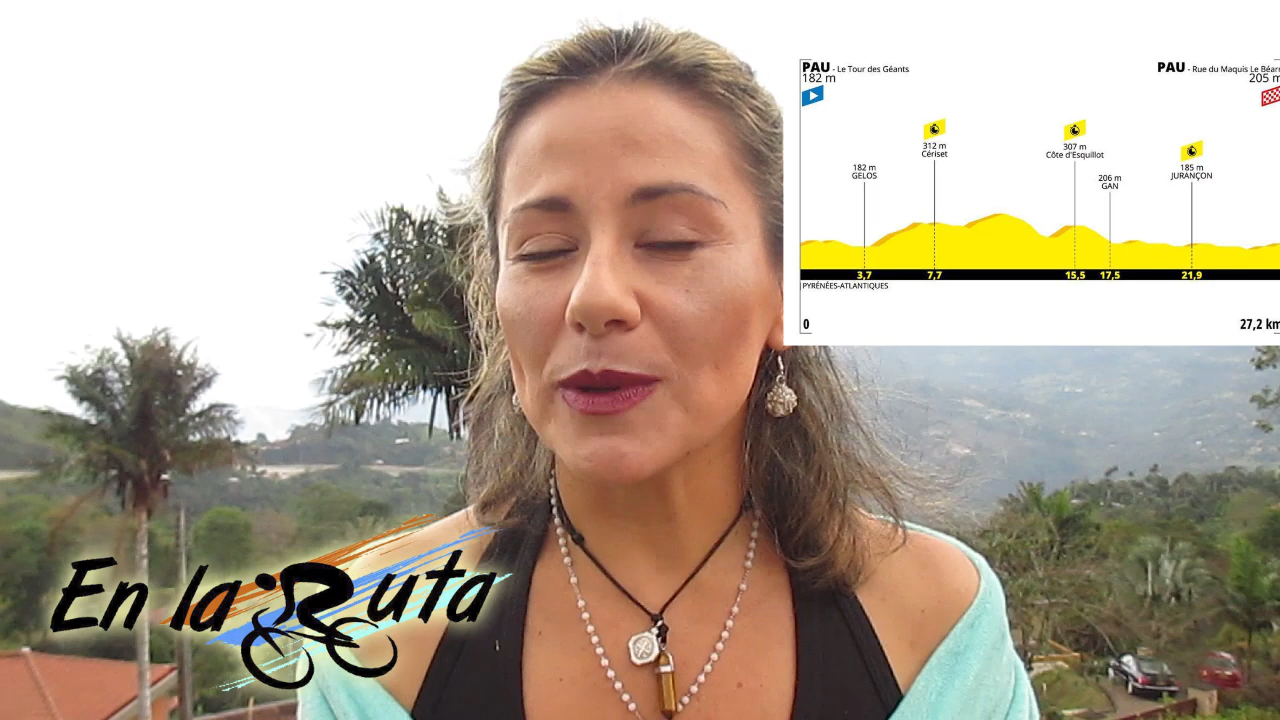 PAU - Le Tour des Géants
182 m
PAU - Rue du Maquis Le Béarn
205 m
312 m
Cériset
307 m
Côte d'Esquillot
182 m
GELOS
206 m
GAN
185 m
JURANÇON
3,7
7,7
15,5
17,5
21,9
PYRÉNÉES-ATLANTIQUES
0
27,2 km
En la Ruta